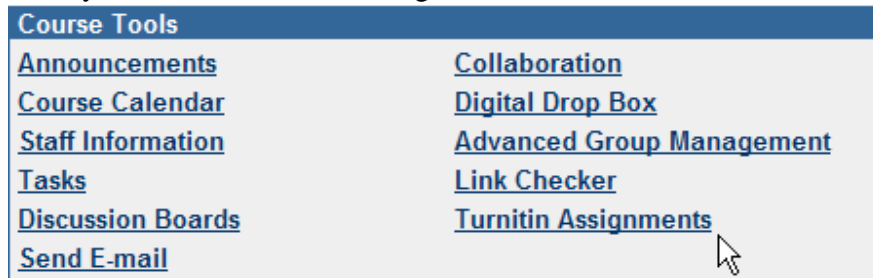 Course Tools
Announcements
Collaboration
Course Calendar
Digital Drop Box
Staff Information
Advanced Group Management
Tasks
Link Checker
Discussion Boards
Turnitin Assignments
Send E-mail